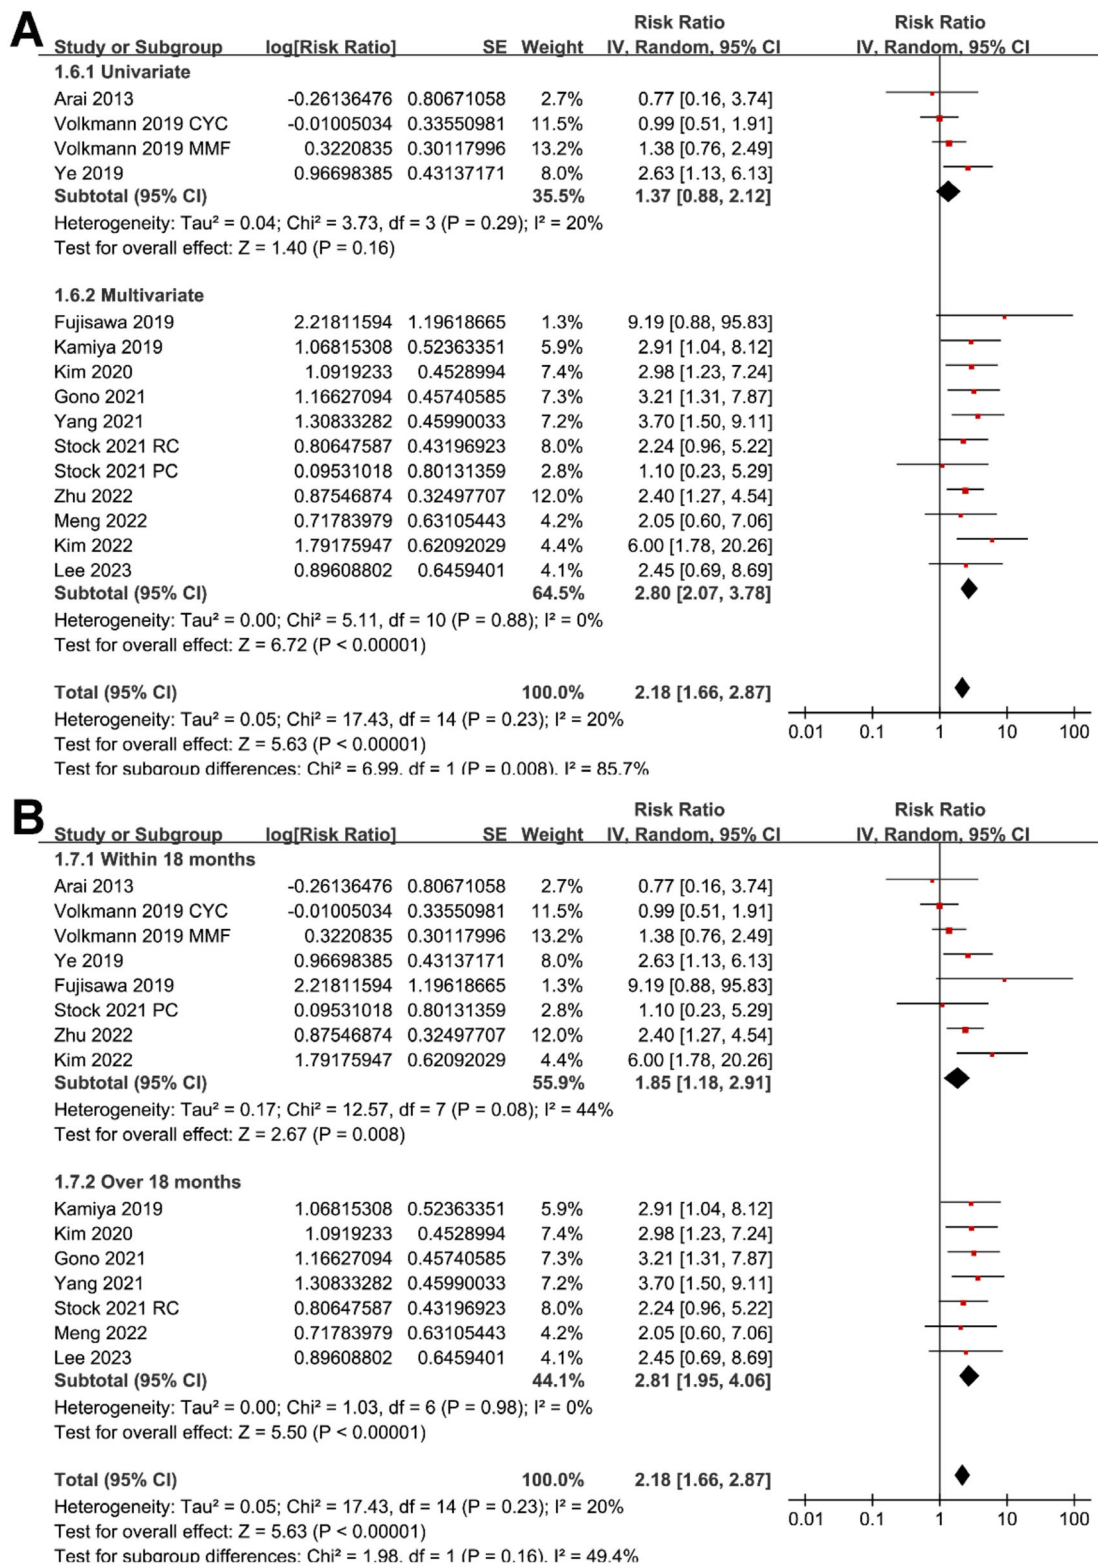 A
Risk Ratio Risk Ratio
Study or Subgroup log[Risk Ratio] SE Weight IV, Random, 95% CI IV, Random, 95% CI
1.6.1 Univariate
Arai 2013 -0.26136476 0.80671058 2.7% 0.77 [0.16, 3.74]
Volkmann 2019 CYC -0.01005034 0.33550981 11.5% 0.99 [0.51, 1.91]
Volkmann 2019 MMF 0.3220835 0.30117996 13.2% 1.38 [0.76, 2.49]
Ye 2019 0.96698385 0.43137171 8.0% 2.63 [1.13, 6.13]
Subtotal (95% CI) 35.5% 1.37 [0.88, 2.12]
Heterogeneity: Tau² = 0.04; Chi² = 3.73, df = 3 (P = 0.29); I² = 20%
Test for overall effect: Z = 1.40 (P = 0.16)
1.6.2 Multivariate
Fujisawa 2019 2.21811594 1.19618665 1.3% 9.19 [0.88, 95.83]
Kamiya 2019 1.06815308 0.52363351 5.9% 2.91 [1.04, 8.12]
Kim 2020 1.0919233 0.4528994 7.4% 2.98 [1.23, 7.24]
Gono 2021 1.16627094 0.45740585 7.3% 3.21 [1.31, 7.87]
Yang 2021 1.30833282 0.45990033 7.2% 3.70 [1.50, 9.11]
Stock 2021 RC 0.80647587 0.43196923 8.0% 2.24 [0.96, 5.22]
Stock 2021 PC 0.09531018 0.80131359 2.8% 1.10 [0.23, 5.29]
Zhu 2022 0.87546874 0.32497707 12.0% 2.40 [1.27, 4.54]
Meng 2022 0.71783979 0.63105443 4.2% 2.05 [0.60, 7.06]
Kim 2022 1.79175947 0.62092029 4.4% 6.00 [1.78, 20.26]
Lee 2023 0.89608802 0.6459401 4.1% 2.45 [0.69, 8.69]
Subtotal (95% CI) 64.5% 2.80 [2.07, 3.78]
Heterogeneity: Tau² = 0.00; Chi² = 5.11, df = 10 (P = 0.88); I² = 0%
Test for overall effect: Z = 6.72 (P < 0.00001)
Total (95% CI) 100.0% 2.18 [1.66, 2.87]
Heterogeneity: Tau² = 0.05; Chi² = 17.43, df = 14 (P = 0.23); I² = 20%
0.01 0.1 1 10 100
Test for overall effect: Z = 5.63 (P < 0.00001)
Test for subgroup differences: Chi² = 6.99, df = 1 (P = 0.008), I² = 85.7%
B
Risk Ratio Risk Ratio
Study or Subgroup log[Risk Ratio] SE Weight IV, Random, 95% CI IV, Random, 95% CI
1.7.1 Within 18 months
Arai 2013 -0.26136476 0.80671058 2.7% 0.77 [0.16, 3.74]
Volkmann 2019 CYC -0.01005034 0.33550981 11.5% 0.99 [0.51, 1.91]
Volkmann 2019 MMF 0.3220835 0.30117996 13.2% 1.38 [0.76, 2.49]
Ye 2019 0.96698385 0.43137171 8.0% 2.63 [1.13, 6.13]
Fujisawa 2019 2.21811594 1.19618665 1.3% 9.19 [0.88, 95.83]
Stock 2021 PC 0.09531018 0.80131359 2.8% 1.10 [0.23, 5.29]
Zhu 2022 0.87546874 0.32497707 12.0% 2.40 [1.27, 4.54]
Kim 2022 1.79175947 0.62092029 4.4% 6.00 [1.78, 20.26]
Subtotal (95% CI) 55.9% 1.85 [1.18, 2.91]
Heterogeneity: Tau² = 0.17; Chi² = 12.57, df = 7 (P = 0.08); I² = 44%
Test for overall effect: Z = 2.67 (P = 0.008)
1.7.2 Over 18 months
Kamiya 2019 1.06815308 0.52363351 5.9% 2.91 [1.04, 8.12]
Kim 2020 1.0919233 0.4528994 7.4% 2.98 [1.23, 7.24]
Gono 2021 1.16627094 0.45740585 7.3% 3.21 [1.31, 7.87]
Yang 2021 1.30833282 0.45990033 7.2% 3.70 [1.50, 9.11]
Stock 2021 RC 0.80647587 0.43196923 8.0% 2.24 [0.96, 5.22]
Meng 2022 0.71783979 0.63105443 4.2% 2.05 [0.60, 7.06]
Lee 2023 0.89608802 0.6459401 4.1% 2.45 [0.69, 8.69]
Subtotal (95% CI) 44.1% 2.81 [1.95, 4.06]
Heterogeneity: Tau² = 0.00; Chi² = 1.03, df = 6 (P = 0.98); I² = 0%
Test for overall effect: Z = 5.50 (P < 0.00001)
Total (95% CI) 100.0% 2.18 [1.66, 2.87]
Heterogeneity: Tau² = 0.05; Chi² = 17.43, df = 14 (P = 0.23); I² = 20%
0.01 0.1 1 10 100
Test for overall effect: Z = 5.63 (P < 0.00001)
Test for subgroup differences: Chi² = 1.98, df = 1 (P = 0.16), I² = 49.4%